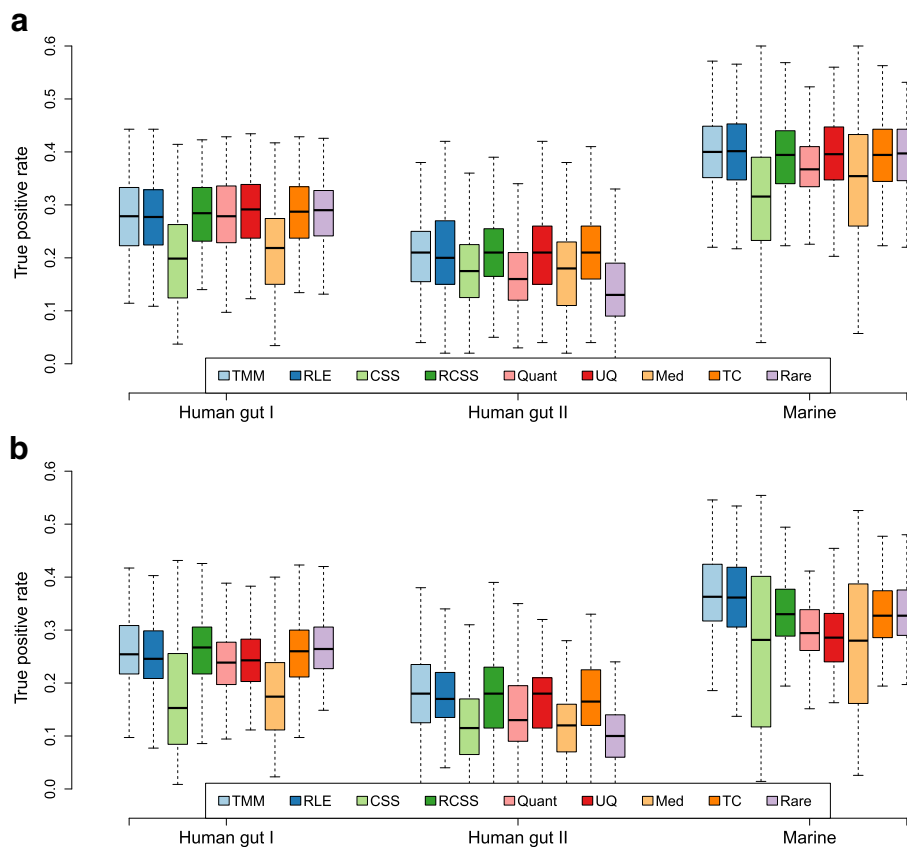 a
True positive rate
0.6
0.5
0.4
0.3
0.2
0.1
0.0
TMM RLE CSS RCSS Quant UQ Med TC Rare
Human gut I Human gut II Marine
b
True positive rate
0.6
0.5
0.4
0.3
0.2
0.1
0.0
TMM RLE CSS RCSS Quant UQ Med TC Rare
Human gut I Human gut II Marine